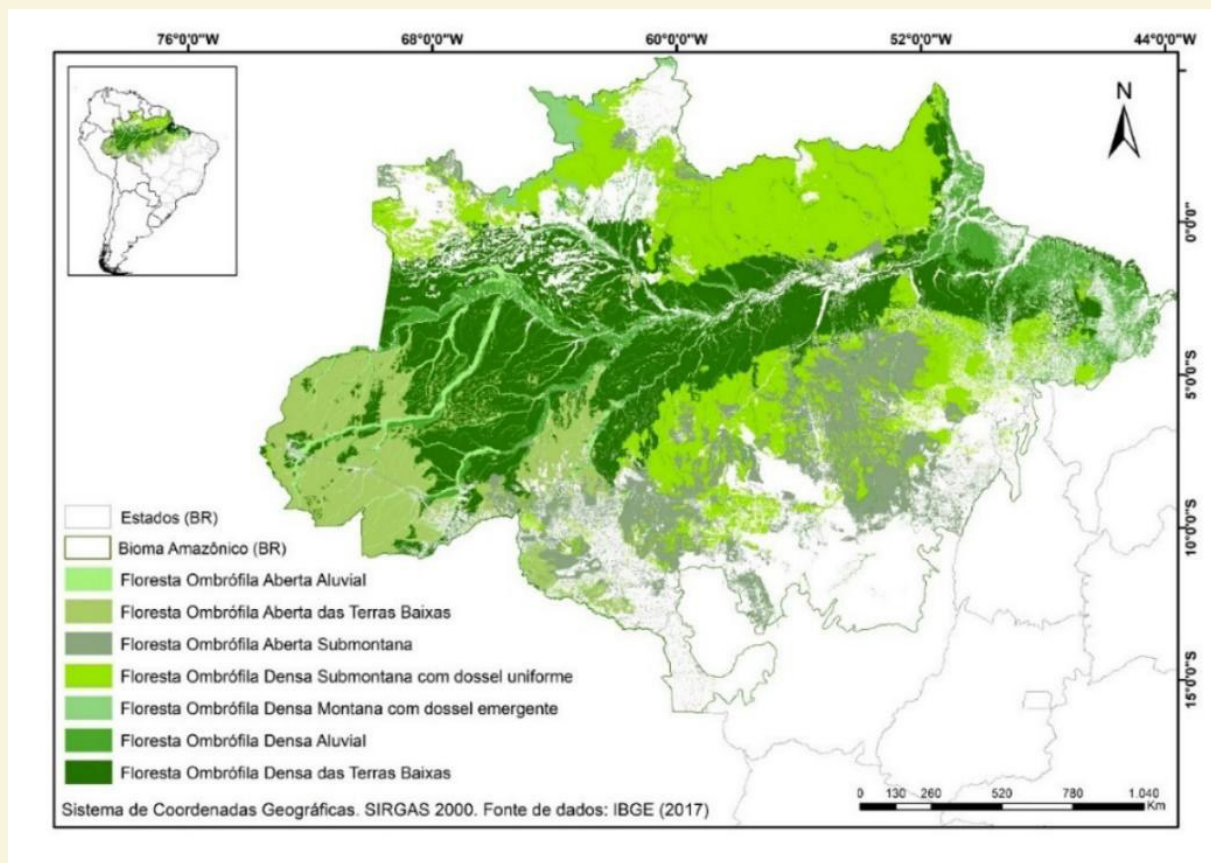 76°0'0"W 68°0'0"W 60°0'0"W 52°0'0"W 44°0'0"W
N
0°0'0"
5°0'0"S
10°0'0"S
15°0'0"S
Estados (BR)
Bioma Amazônico (BR)
Floresta Ombrófila Aberta Aluvial
Floresta Ombrófila Aberta das Terras Baixas
Floresta Ombrófila Aberta Submontana
Floresta Ombrófila Densa Submontana com dossel uniforme
Floresta Ombrófila Densa Montana com dossel emergente
Floresta Ombrófila Densa Aluvial
Floresta Ombrófila Densa das Terras Baixas
Sistema de Coordenadas Geográficas. SIRGAS 2000. Fonte de dados: IBGE (2017)
0 130 260 520 780 1.040
Km